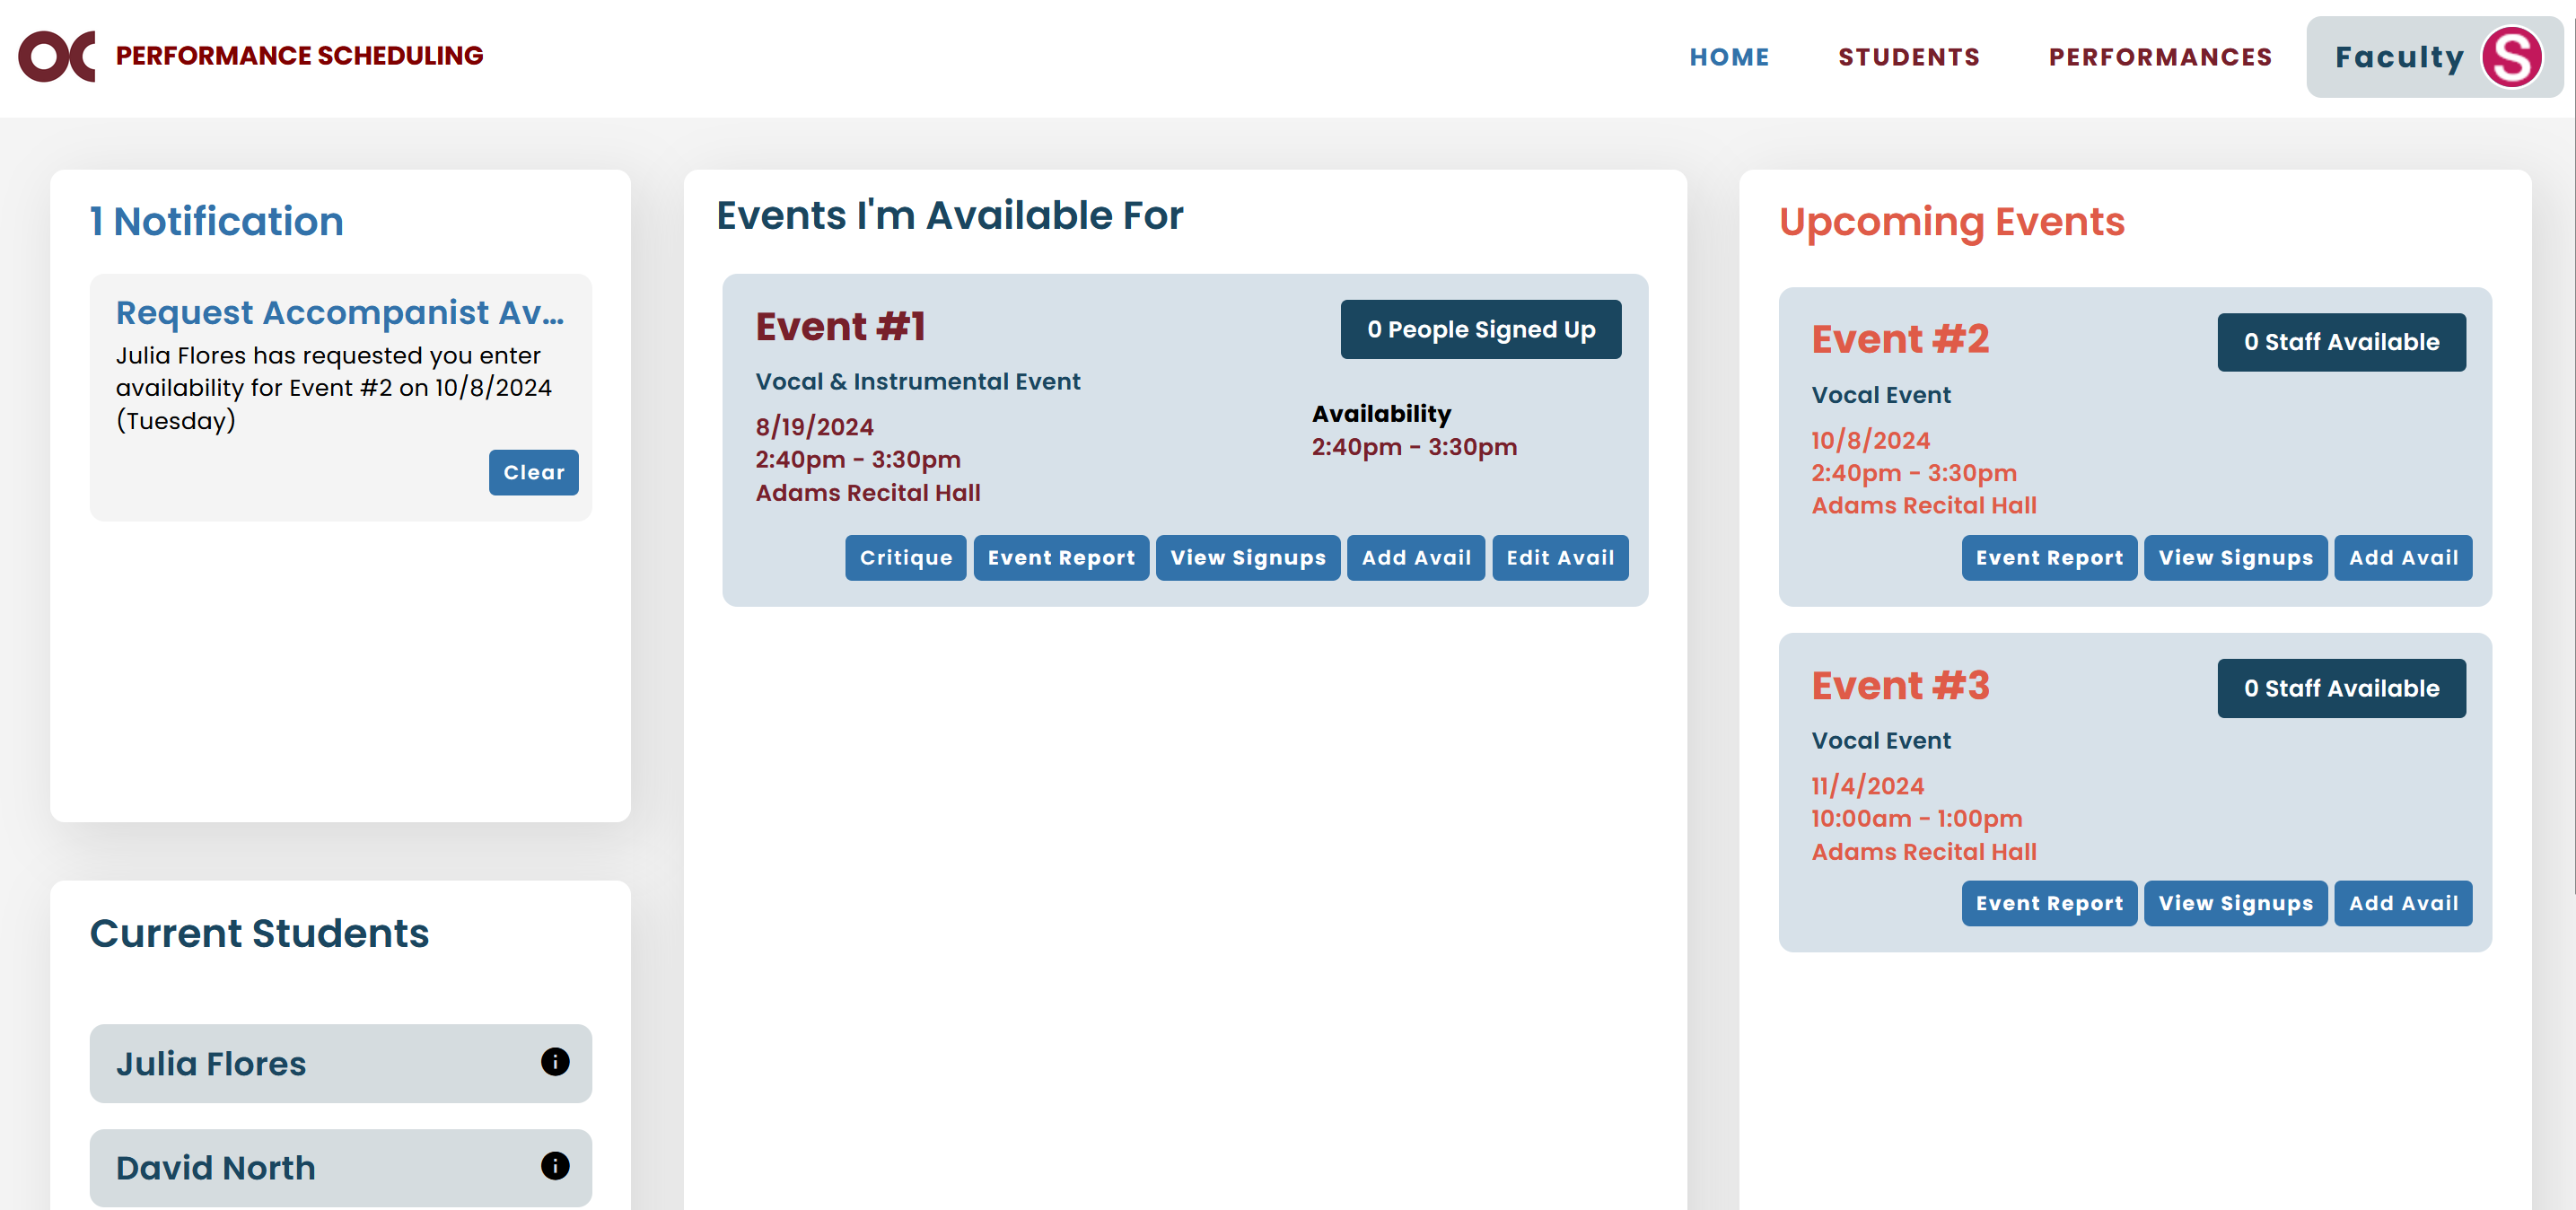 OC PERFORMANCE SCHEDULING
HOME STUDENTS PERFORMANCES Faculty S
1 Notification
Request Accompanist Av...
Julia Flores has requested you enter
availability for Event #2 on 10/8/2024
(Tuesday)
Clear
Current Students
Julia Flores i
David North i
Events I'm Available For
Event #1
0 People Signed Up
Vocal & Instrumental Event
8/19/2024
2:40pm - 3:30pm
Adams Recital Hall
Availability
2:40pm - 3:30pm
Critique Event Report View Signups Add Avail Edit Avail
Upcoming Events
Event #2
0 Staff Available
Vocal Event
10/8/2024
2:40pm - 3:30pm
Adams Recital Hall
Event Report View Signups Add Avail
Event #3
0 Staff Available
Vocal Event
11/4/2024
10:00am - 1:00pm
Adams Recital Hall
Event Report View Signups Add Avail